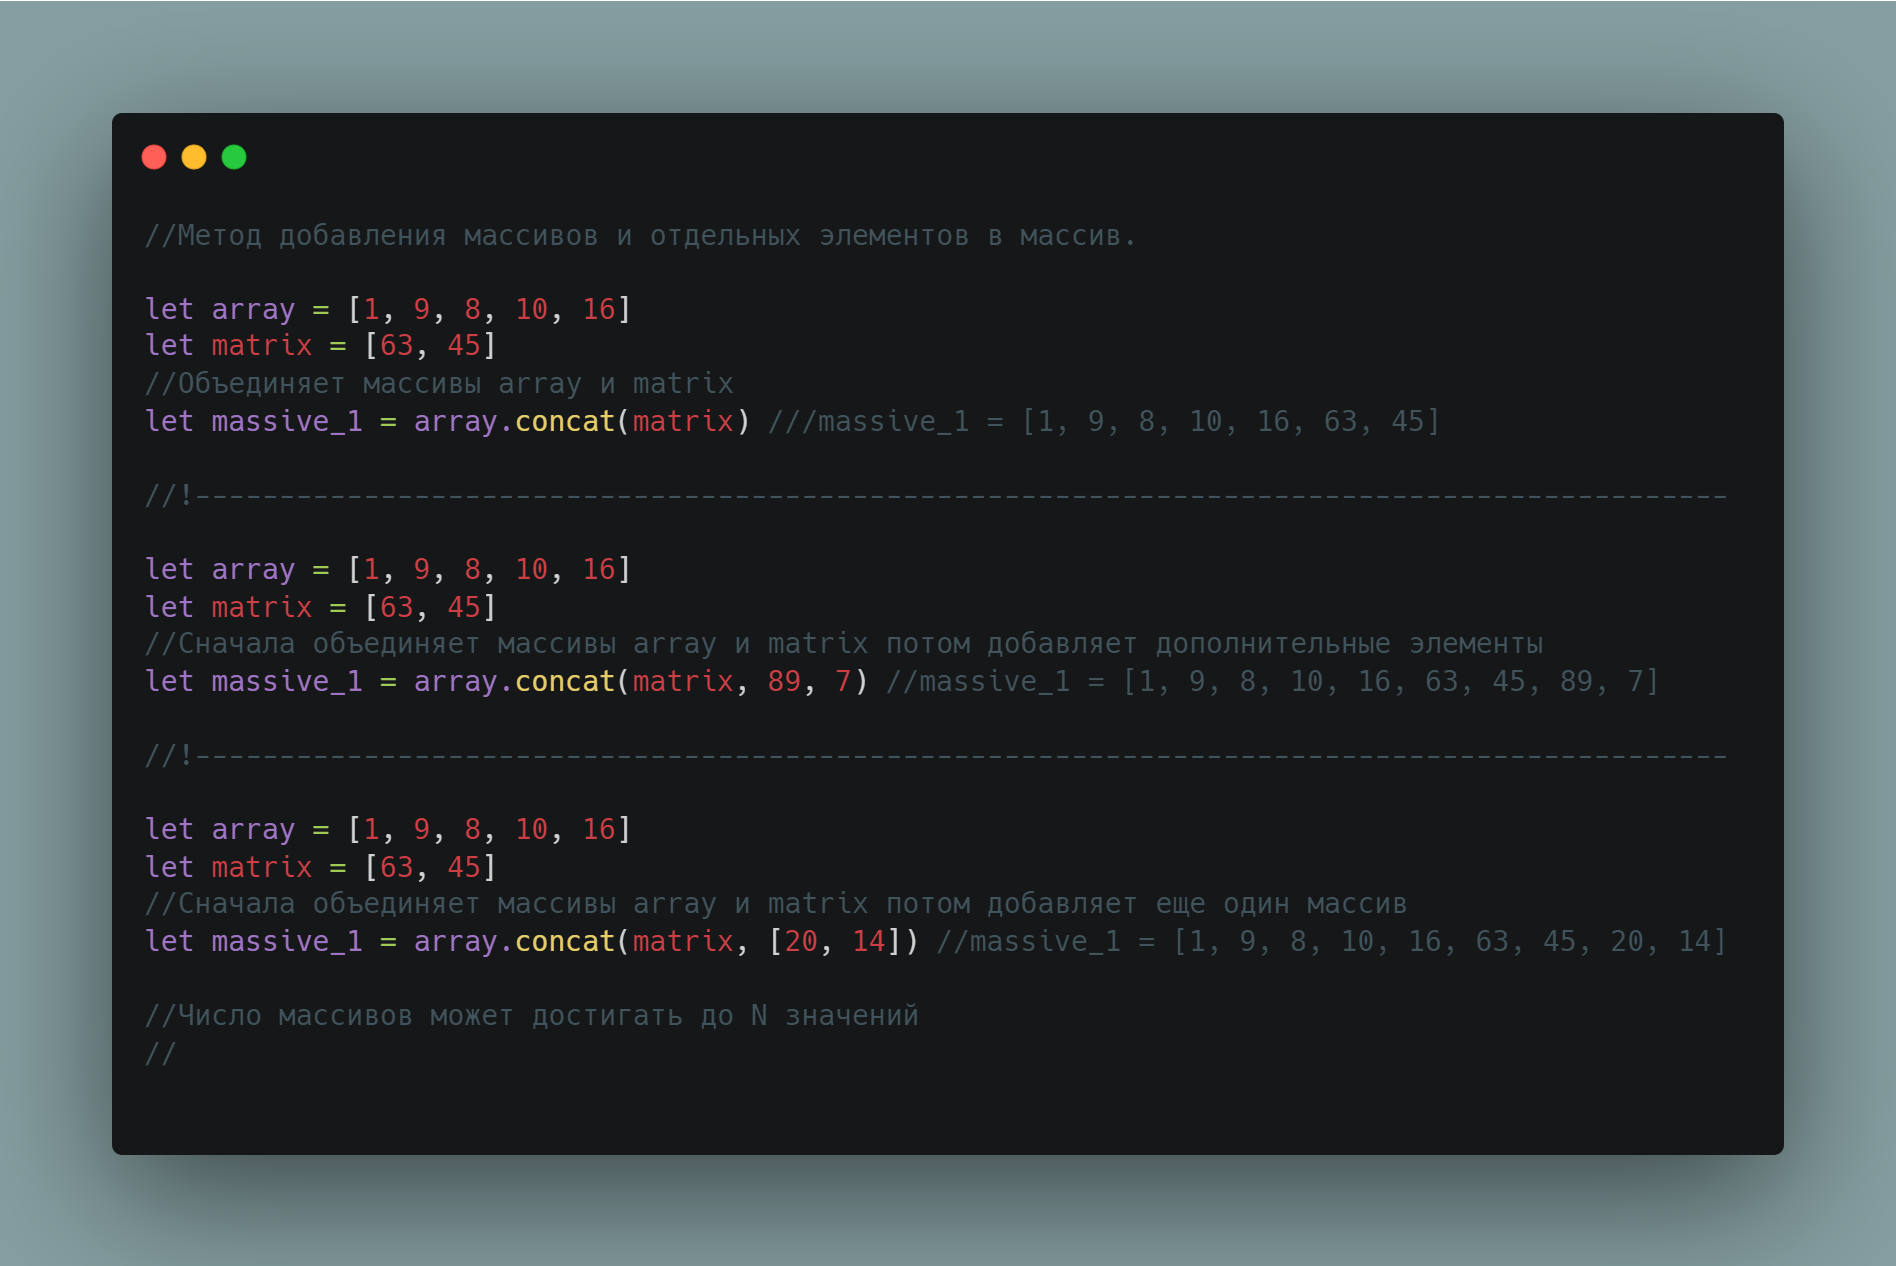 //Метод добавления массивов и отдельных элементов в массив.
let array = [1, 9, 8, 10, 16]
let matrix = [63, 45]
//Объединяет массивы array и matrix
let massive_1 = array.concat(matrix) ///massive_1 = [1, 9, 8, 10, 16, 63, 45]
//!-------------------------------------------------------------------------------------------
let array = [1, 9, 8, 10, 16]
let matrix = [63, 45]
//Сначала объединяет массивы array и matrix потом добавляет дополнительные элементы
let massive_1 = array.concat(matrix, 89, 7) //massive_1 = [1, 9, 8, 10, 16, 63, 45, 89, 7]
//!-------------------------------------------------------------------------------------------
let array = [1, 9, 8, 10, 16]
let matrix = [63, 45]
//Сначала объединяет массивы array и matrix потом добавляет еще один массив
let massive_1 = array.concat(matrix, [20, 14]) //massive_1 = [1, 9, 8, 10, 16, 63, 45, 20, 14]
//Число массивов может достигать до N значений
//